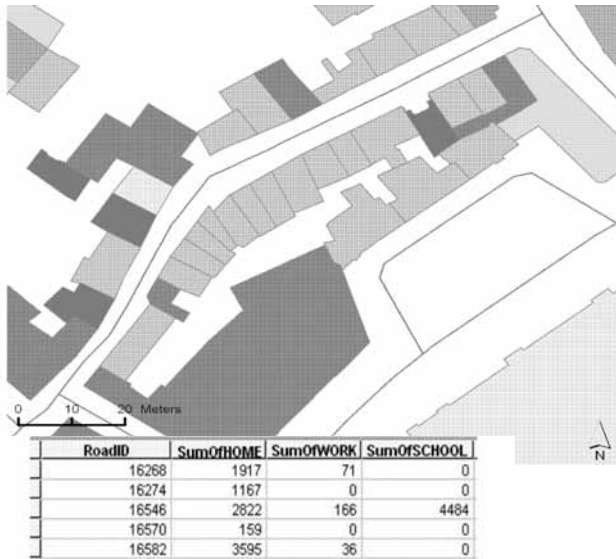 0 10 20 Meters
N
RoadID SumOfHOME SumOfWORK SumOfSCHOOL
16268 1917 71 0
16274 1167 0 0
16546 2822 166 4484
16570 159 0 0
16582 3595 36 0